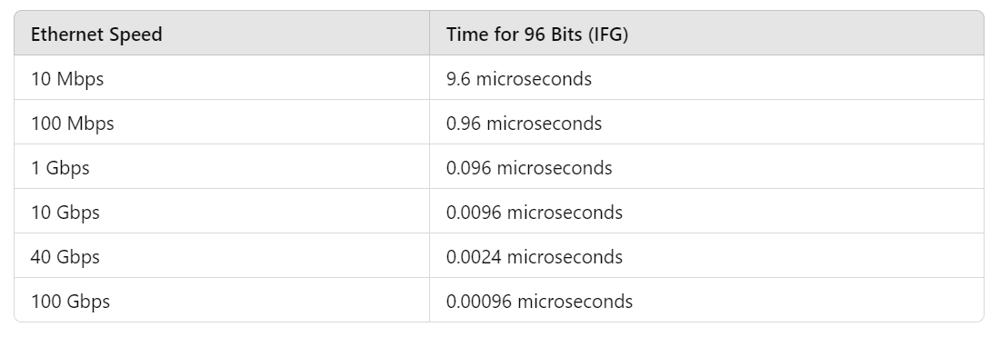 Ethernet Speed Time for 96 Bits (IFG)
10 Mbps 9.6 microseconds
100 Mbps 0.96 microseconds
1 Gbps 0.096 microseconds
10 Gbps 0.0096 microseconds
40 Gbps 0.0024 microseconds
100 Gbps 0.00096 microseconds